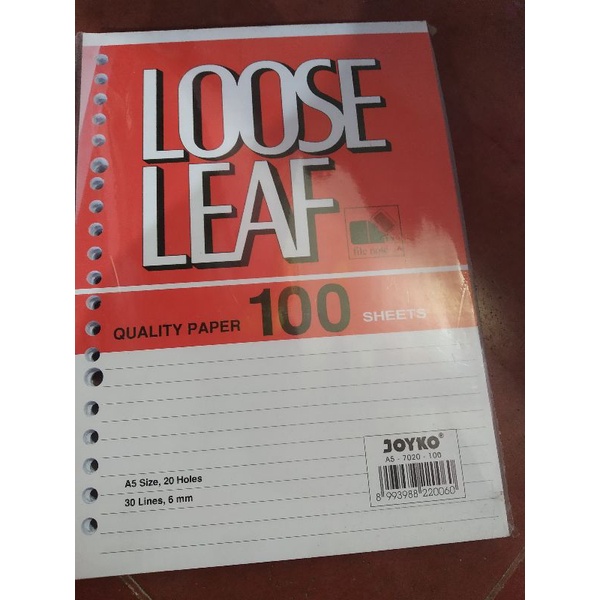 LOOSE
LEAF
QUALITY PAPER 100 SHEETS
A5 Size, 20 Holes
30 Lines, 6 mm
JOYKO®
A5 - 7020 - 100
8 993988 220060